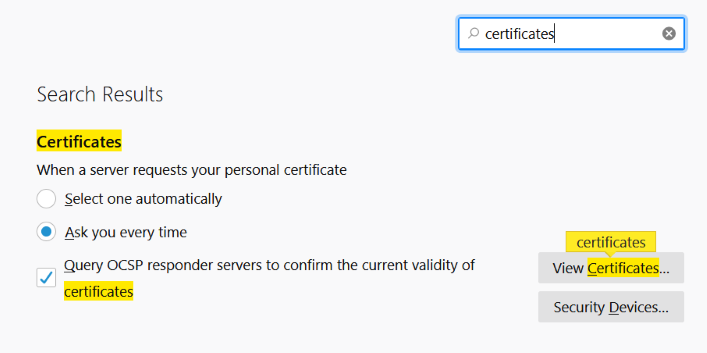 certificates
Search Results
Certificates
When a server requests your personal certificate
Select one automatically
Ask you every time
Query OCSP responder servers to confirm the current validity of
certificates
certificates
View Certificates...
Security Devices...